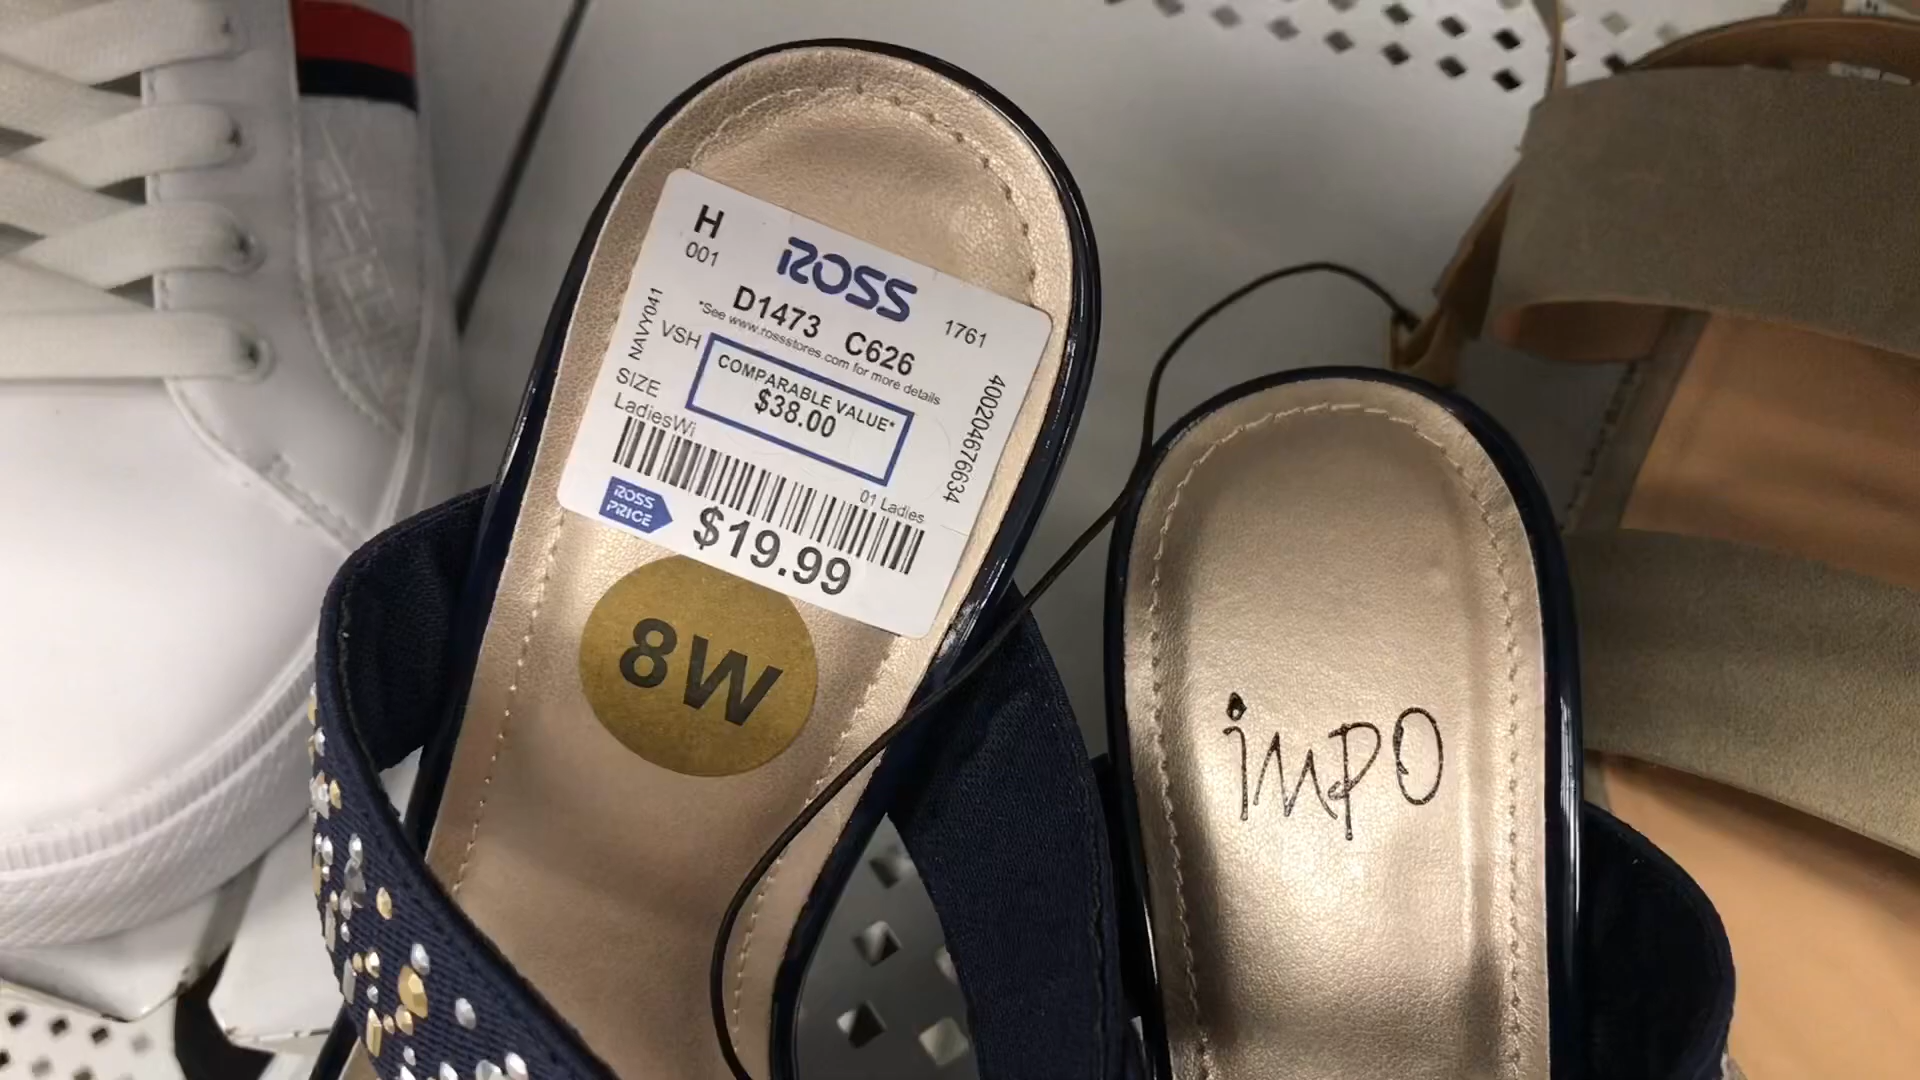 H
001
ROSS
D1473 C626
1761
*See www.rossstores.com for more details
NAVY041
VSH
COMPARABLE VALUE*
$38.00
SIZE
LadiesWi
400204676634
01 Ladies
ROSS
PRICE
$19.99
8W
impo